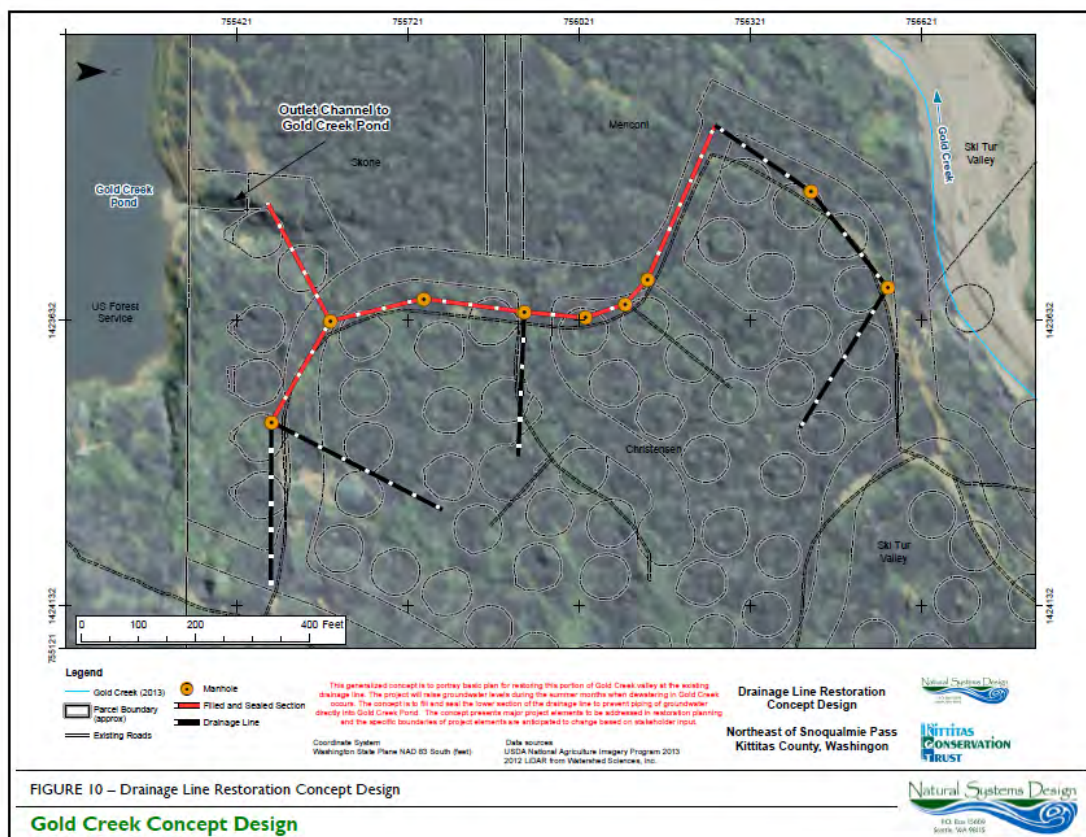 755421
755721
756021
756321
756621
Outlet Channel to
Gold Creek Pond
Skone
Menconi
Gold Creek
Ski Tur
Valley
Gold Creek
Pond
US Forest
Service
1423632
1423632
Christensen
Ski Tur
Valley
1424132
1424132
0 100 200 400 Feet
755121
Legend
Gold Creek (2013)
Parcel Boundary
(approx)
Existing Roads
Manhole
Filled and Sealed Section
Drainage Line
This generalized concept is to portray basic plan for restoring this portion of Gold Creek valley at the existing
drainage line. The project will raise groundwater levels during the summer months when dewatering in Gold Creek
occurs. The concept is to fill and seal the lower section of the drainage line to prevent piping of groundwater
directly into Gold Creek Pond. The concept presents major project elements to be addressed in restoration planning
and the specific boundaries of project elements are anticipated to change based on stakeholder input.
Coordinate System
Washington State Plane NAD 83 South (feet)
Data sources
USDA National Agriculture Imagery Program 2013
2012 LiDAR from Watershed Sciences, Inc.
Drainage Line Restoration
Concept Design
Northeast of Snoqualmie Pass
Kittitas County, Washingon
Natural Systems Design
KITTITAS
CONSERVATION
TRUST
FIGURE 10 – Drainage Line Restoration Concept Design
Gold Creek Concept Design
Natural Systems Design
P.O. Box 15609
Seattle, WA 98115